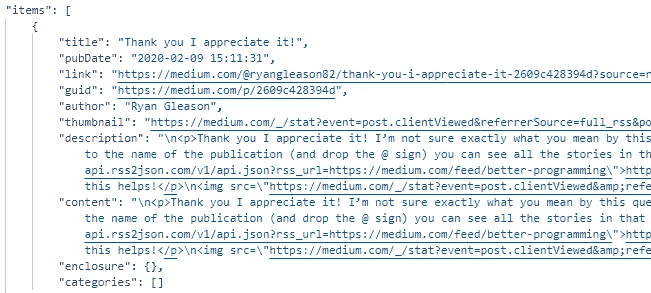 "items": [
{
"title": "Thank you I appreciate it!",
"pubDate": "2020-02-09 15:11:31",
"link": "https://medium.com/@ryangleason82/thank-you-i-appreciate-it-2609c428394d?source=r
"guid": "https://medium.com/p/2609c428394d",
"author": "Ryan Gleason",
"thumbnail": "https://medium.com/_/stat?event=post.clientViewed&referrerSource=full_rss&po
"description": "\n<p>Thank you I appreciate it! I’m not sure exactly what you mean by this
to the name of the publication (and drop the @ sign) you can see all the stories in th
api.rss2json.com/v1/api.json?rss_url=https://medium.com/feed/better-programming\">http
this helps!</p>\n<img src=\"https://medium.com/_/stat?event=post.clientViewed&amp;refe
"content": "\n<p>Thank you I appreciate it! I’m not sure exactly what you mean by this que
the name of the publication (and drop the @ sign) you can see all the stories in that
api.rss2json.com/v1/api.json?rss_url=https://medium.com/feed/better-programming\">http
this helps!</p>\n<img src=\"https://medium.com/_/stat?event=post.clientViewed&amp;refe
"enclosure": {},
"categories": []